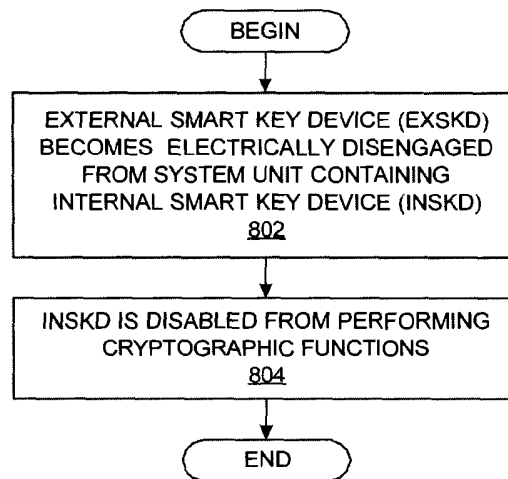 BEGIN
EXTERNAL SMART KEY DEVICE (EXSKD)
BECOMES ELECTRICALLY DISENGAGED
FROM SYSTEM UNIT CONTAINING
INTERNAL SMART KEY DEVICE (INSKD)
802
INSKD IS DISABLED FROM PERFORMING
CRYPTOGRAPHIC FUNCTIONS
804
END